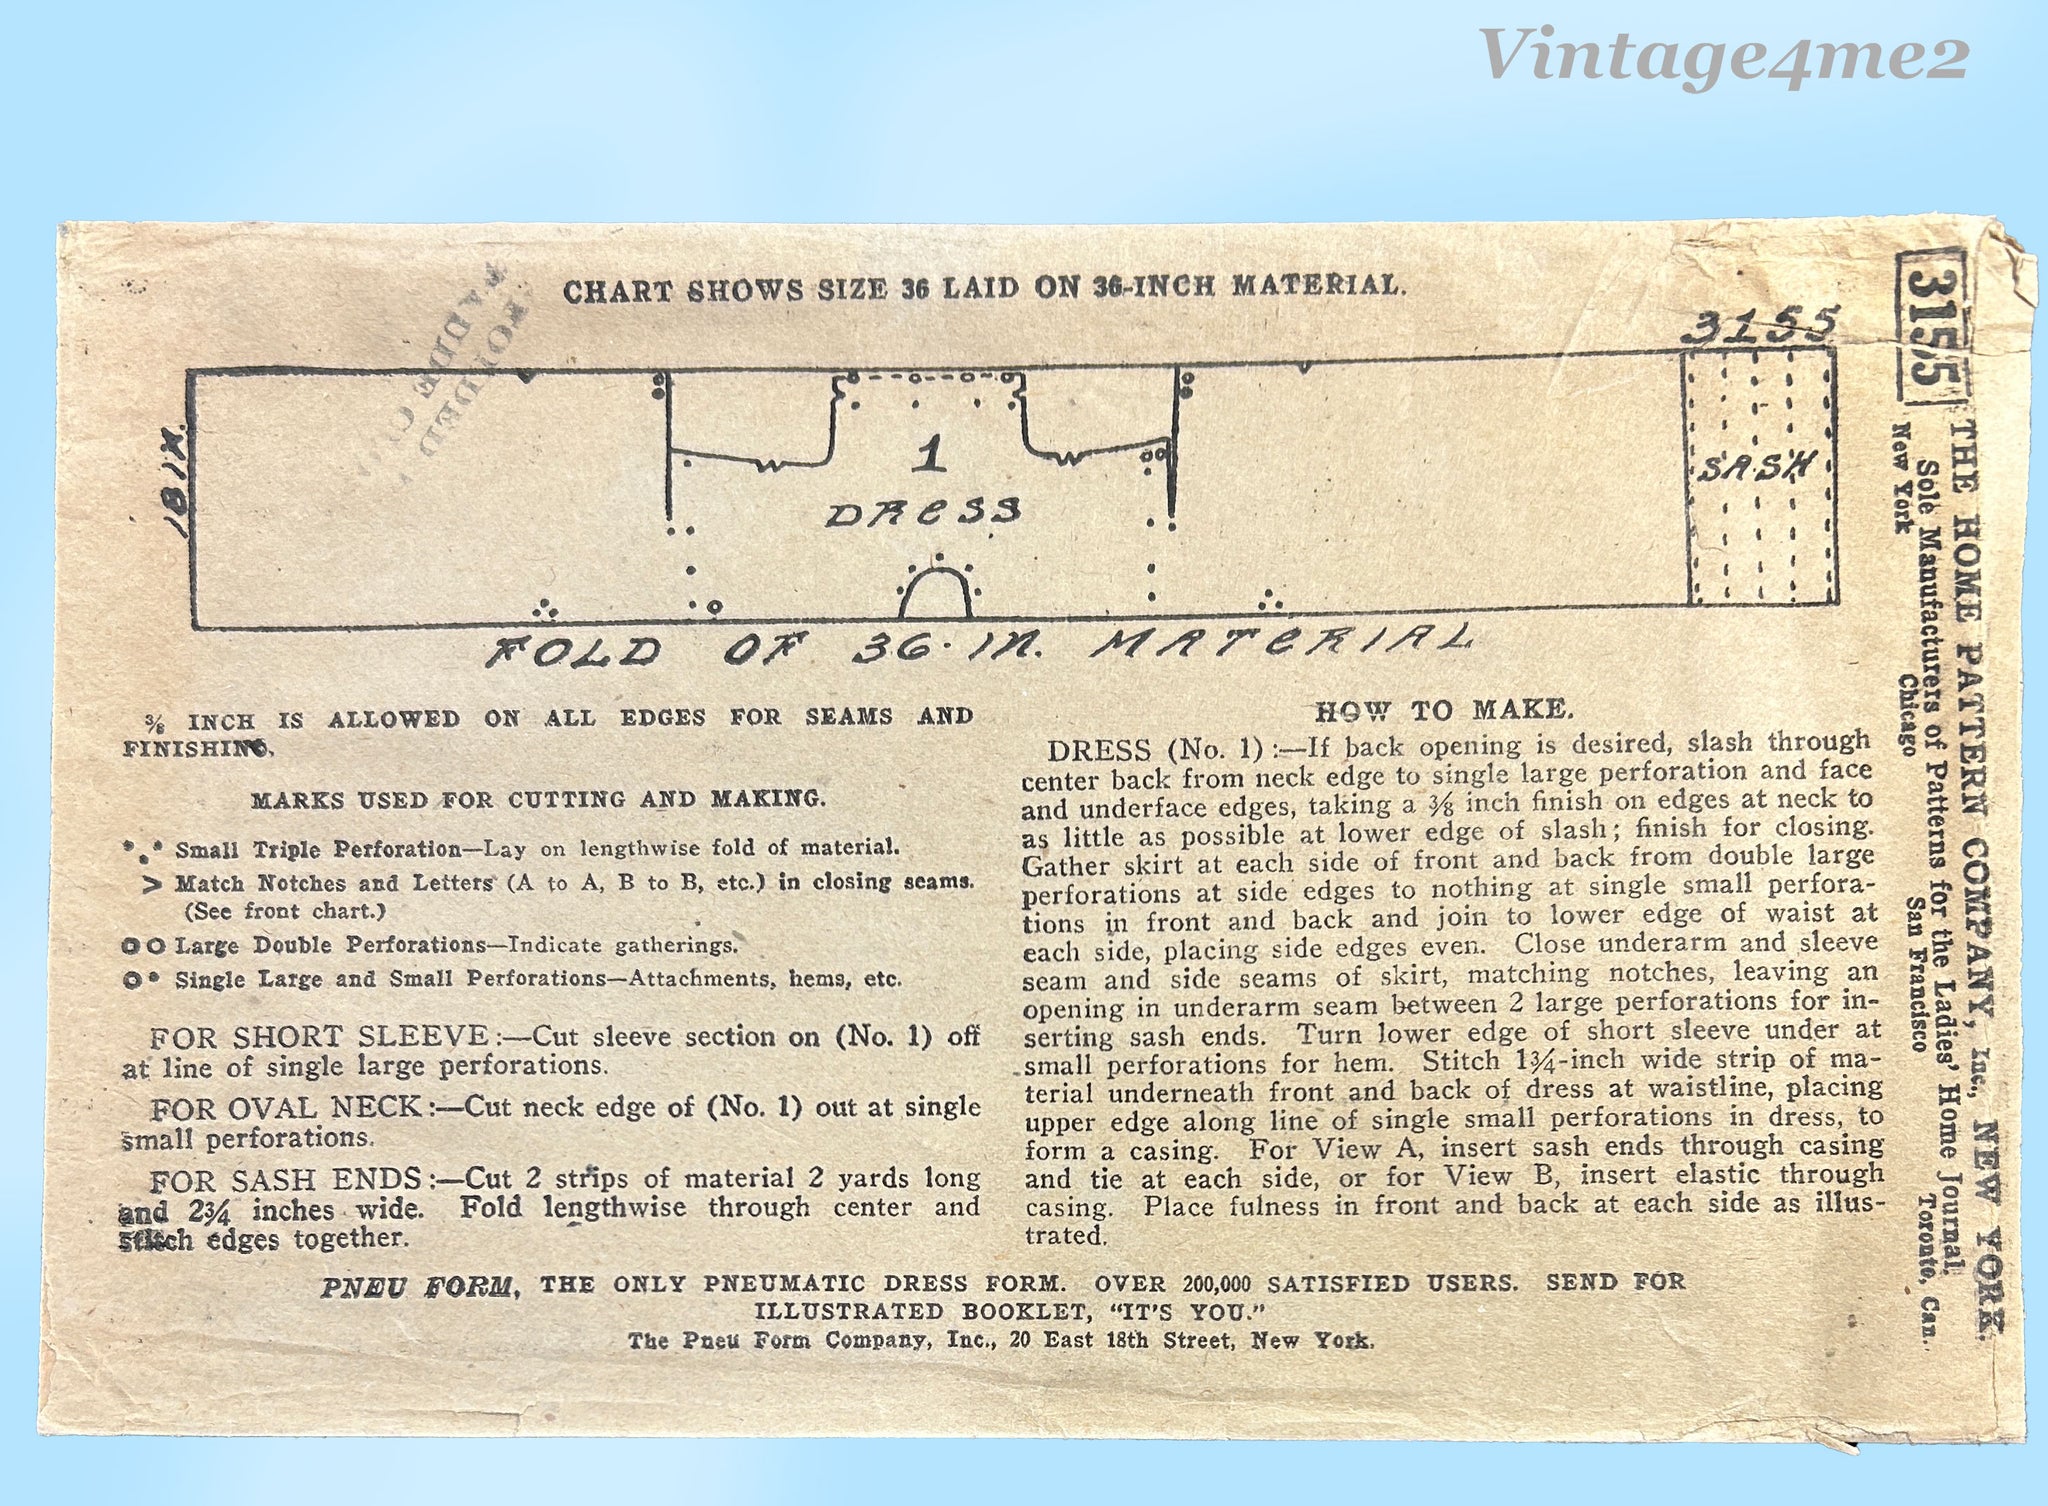 Vintage4me2
CHART SHOWS SIZE 36 LAID ON 36-INCH MATERIAL.
3155
18 IN.
1
DRESS
SASH
FOLD OF 36-IN. MATERIAL
⅜ INCH IS ALLOWED ON ALL EDGES FOR SEAMS AND
FINISHING.
MARKS USED FOR CUTTING AND MAKING.
Small Triple Perforation—Lay on lengthwise fold of material.
> Match Notches and Letters (A to A, B to B, etc.) in closing seams.
(See front chart.)
Large Double Perforations—Indicate gatherings.
Single Large and Small Perforations—Attachments, hems, etc.
FOR SHORT SLEEVE:—Cut sleeve section on (No. 1) off
at line of single large perforations.
FOR OVAL NECK:—Cut neck edge of (No. 1) out at single
small perforations.
FOR SASH ENDS:—Cut 2 strips of material 2 yards long
and 2¾ inches wide. Fold lengthwise through center and
stitch edges together.
HOW TO MAKE.
DRESS (No. 1):—If back opening is desired, slash through
center back from neck edge to single large perforation and face
and underface edges, taking a ⅜ inch finish on edges at neck to
as little as possible at lower edge of slash; finish for closing.
Gather skirt at each side of front and back from double large
perforations at side edges to nothing at single small perfora-
tions in front and back and join to lower edge of waist at
each side, placing side edges even. Close underarm and sleeve
seam and side seams of skirt, matching notches, leaving an
opening in underarm seam between 2 large perforations for in-
serting sash ends. Turn lower edge of short sleeve under at
small perforations for hem. Stitch 1¾-inch wide strip of ma-
terial underneath front and back of dress at waistline, placing
upper edge along line of single small perforations in dress, to
form a casing. For View A, insert sash ends through casing
and tie at each side, or for View B, insert elastic through
casing. Place fulness in front and back at each side as illus-
trated.
PNEU FORM, THE ONLY PNEUMATIC DRESS FORM. OVER 200,000 SATISFIED USERS. SEND FOR
ILLUSTRATED BOOKLET, "IT'S YOU."
The Pneu Form Company, Inc., 20 East 18th Street, New York.
3155
THE HOME PATTERN COMPANY, Inc., NEW YORK.
Sole Manufacturers of Patterns for the Ladies' Home Journal.
New York Chicago San Francisco Toronto, Can.